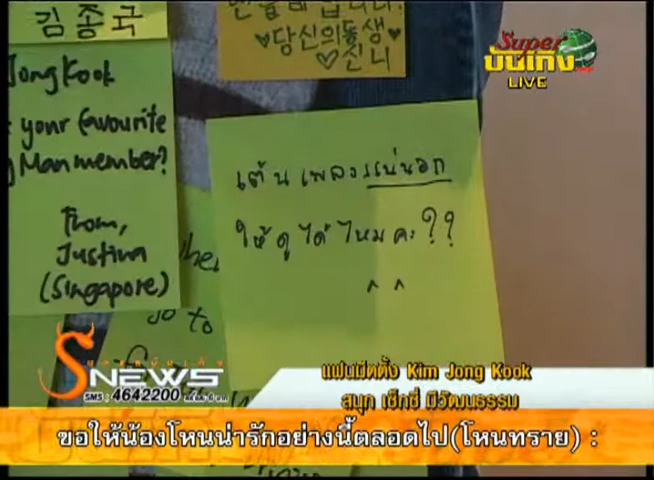 김종국
Jong Kook
your favourite
Man member?
From,
Justina
(Singapore)
♡당신의동생♡
♡신니
เต้น เพลงแน่นอก
ให้ดูได้ไหมคะ??
^ ^
Super
บันเทิง
LIVE
to
NEWS
SMS : 4642200
แฟนมีตติ้ง Kim Jong Kook
สนุก เซ็กซี่ มีวัฒนธรรม
ขอให้น้องโหนน่ารักอย่างนี้ตลอดไป(โหนทราย) :